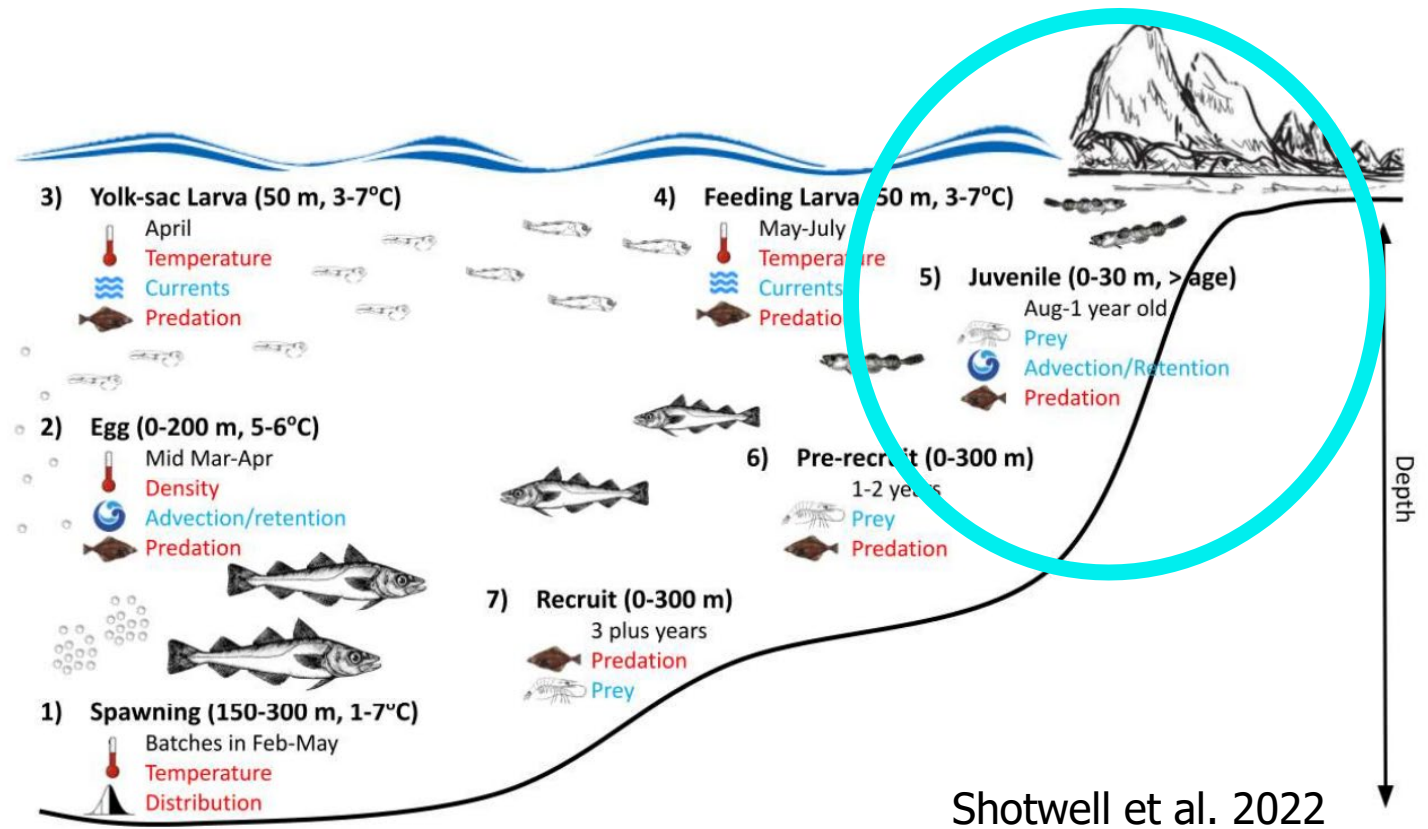 3) Yolk-sac Larva (50 m, 3-7°C)
April
Temperature
Currents
Predation
4) Feeding Larva (50 m, 3-7°C)
May-July
Temperature
Currents
Predation
5) Juvenile (0-30 m, > age)
Aug-1 year old
Prey
Advection/Retention
Predation
2) Egg (0-200 m, 5-6°C)
Mid Mar-Apr
Density
Advection/retention
Predation
6) Pre-recruit (0-300 m)
1-2 years
Prey
Predation
7) Recruit (0-300 m)
3 plus years
Predation
Prey
1) Spawning (150-300 m, 1-7°C)
Batches in Feb-May
Temperature
Distribution
Depth
Shotwell et al. 2022